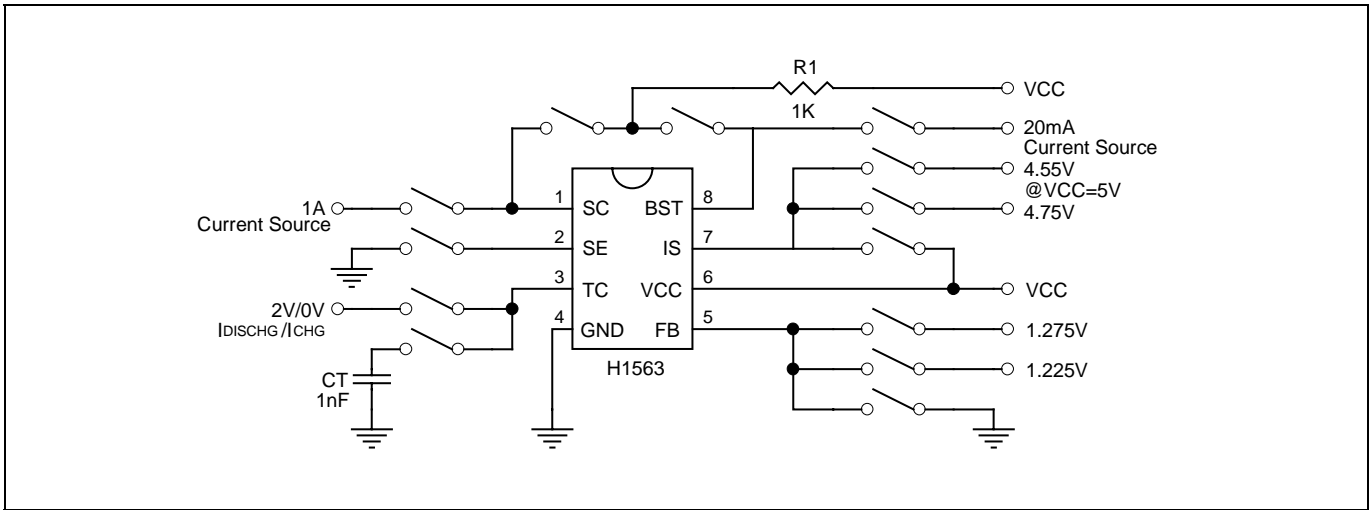 R1
VCC
1K
20mA
Current Source
4.55V
@VCC=5V
4.75V
1A
Current Source
1
SC
BST
8
2
SE
IS
7
3
TC
VCC
6
VCC
2V/0V
IDISCHG/ICHG
4
GND
FB
5
1.275V
H1563
1.225V
CT
1nF